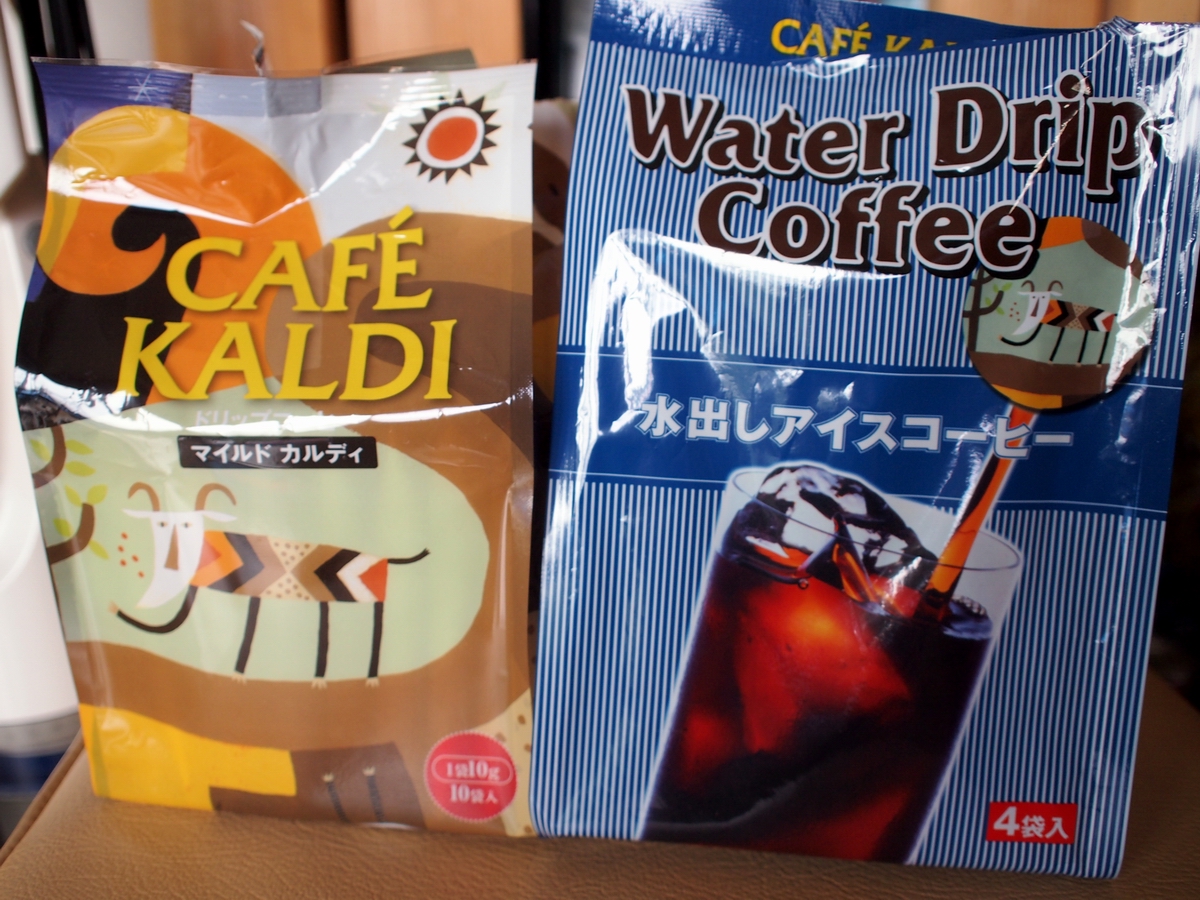 CAFÉ
KALDI
マイルド カルディ
1袋10g
10袋入
CAFÉ
Water Drip
Coffee
水出しアイスコーヒー
4袋入